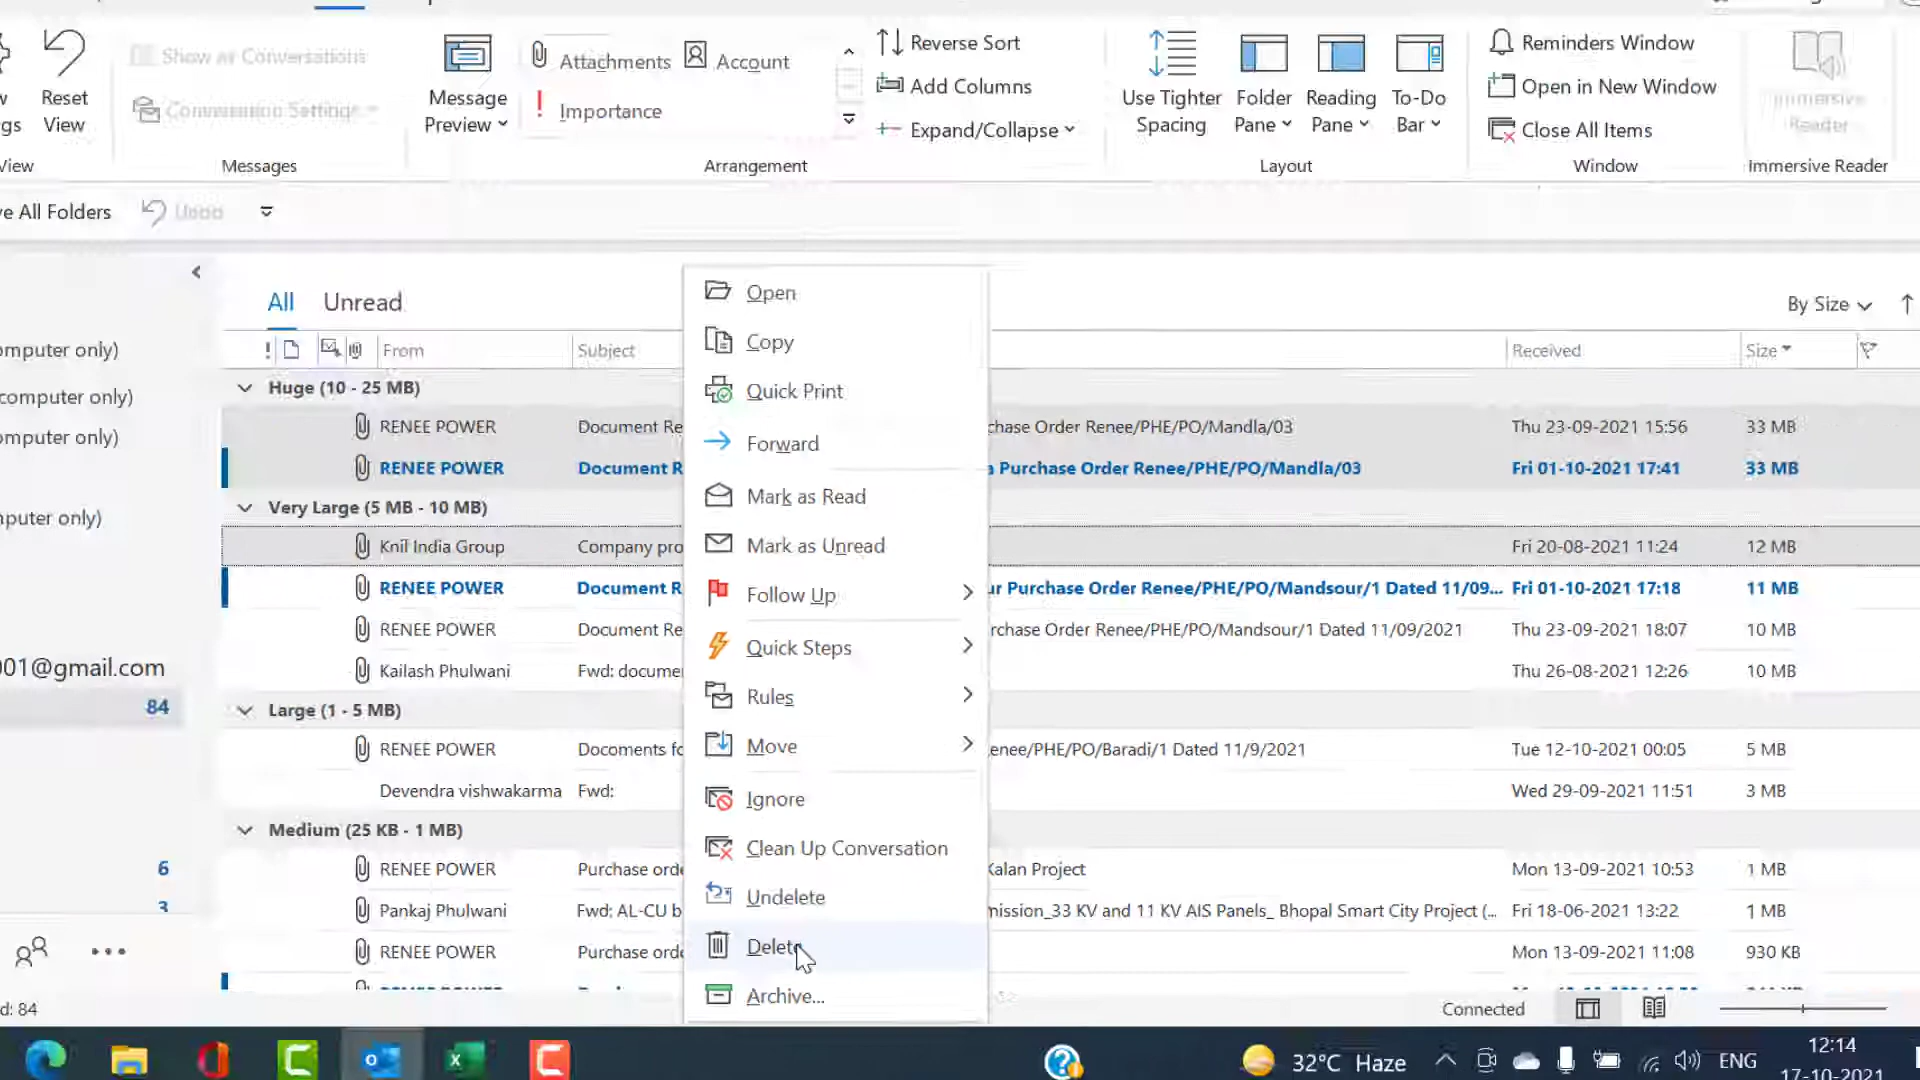 Reset View
View
Show as Conversations
Conversation Settings
Messages
Message Preview
Attachments
Account
Importance
Reverse Sort
Add Columns
Expand/Collapse
Arrangement
Use Tighter Spacing
Folder Pane
Reading Pane
To-Do Bar
Layout
Reminders Window
Open in New Window
Close All Items
Window
Immersive Reader
Immersive Reader
e All Folders
Undo
All Unread
By Size
! From Subject Received Size
omputer only)
computer only)
omputer only)
puter only)
001@gmail.com
84
6
3
Huge (10 - 25 MB)
RENEE POWER Document Re chase Order Renee/PHE/PO/Mandla/03 Thu 23-09-2021 15:56 33 MB
RENEE POWER Document R a Purchase Order Renee/PHE/PO/Mandla/03 Fri 01-10-2021 17:41 33 MB
Very Large (5 MB - 10 MB)
Knil India Group Company pro Fri 20-08-2021 11:24 12 MB
RENEE POWER Document R ur Purchase Order Renee/PHE/PO/Mandsour/1 Dated 11/09... Fri 01-10-2021 17:18 11 MB
RENEE POWER Document Re rchase Order Renee/PHE/PO/Mandsour/1 Dated 11/09/2021 Thu 23-09-2021 18:07 10 MB
Kailash Phulwani Fwd: docume Thu 26-08-2021 12:26 10 MB
Large (1 - 5 MB)
RENEE POWER Docoments fo enee/PHE/PO/Baradi/1 Dated 11/9/2021 Tue 12-10-2021 00:05 5 MB
Devendra vishwakarma Fwd: Wed 29-09-2021 11:51 3 MB
Medium (25 KB - 1 MB)
RENEE POWER Purchase orde Kalan Project Mon 13-09-2021 10:53 1 MB
Pankaj Phulwani Fwd: AL-CU b mission_33 KV and 11 KV AIS Panels_ Bhopal Smart City Project (... Fri 18-06-2021 13:22 1 MB
RENEE POWER Purchase orde Mon 13-09-2021 11:08 930 KB
Open
Copy
Quick Print
Forward
Mark as Read
Mark as Unread
Follow Up
Quick Steps
Rules
Move
Ignore
Clean Up Conversation
Undelete
Delete
Archive...
d: 84
Connected
32°C Haze
ENG
12:14
17-10-2021